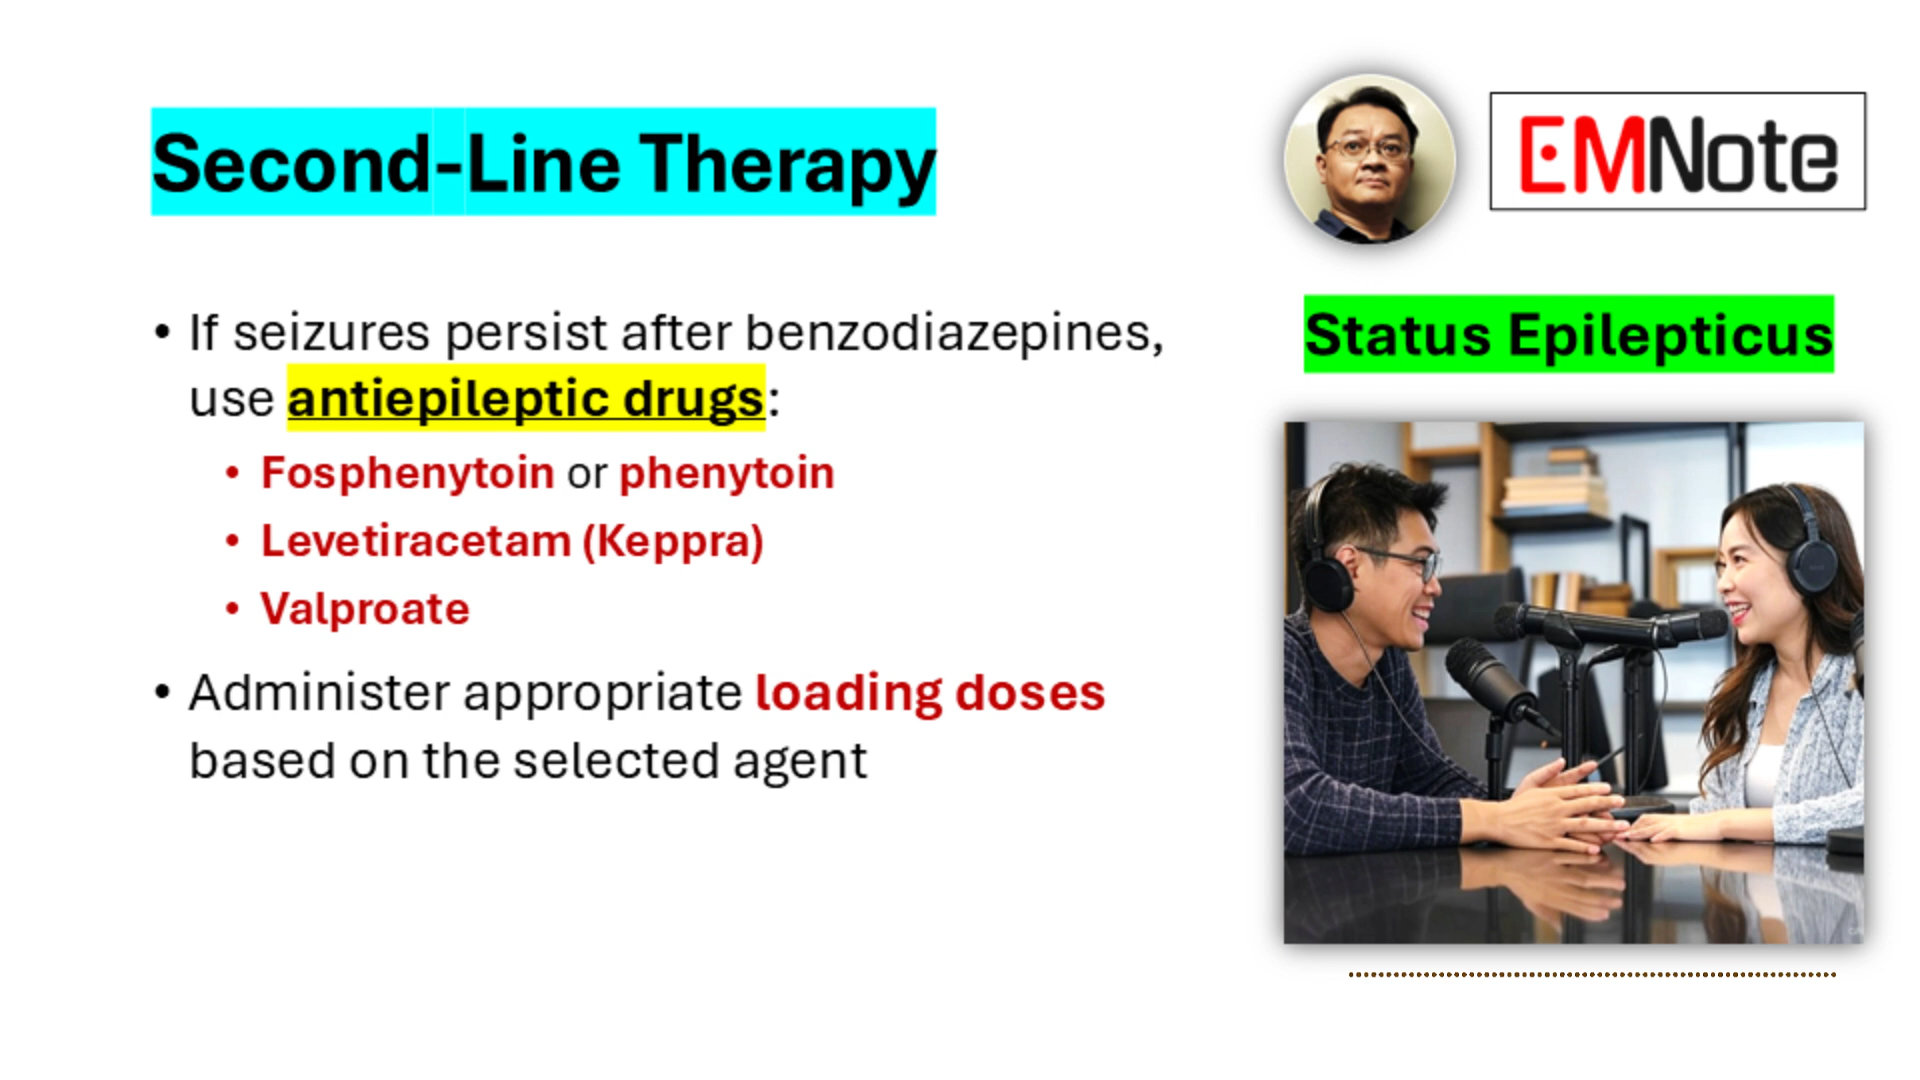 Second-Line Therapy
• If seizures persist after benzodiazepines,
use antiepileptic drugs:
• Fosphenytoin or phenytoin
• Levetiracetam (Keppra)
• Valproate
• Administer appropriate loading doses
based on the selected agent
EMNote
Status Epilepticus